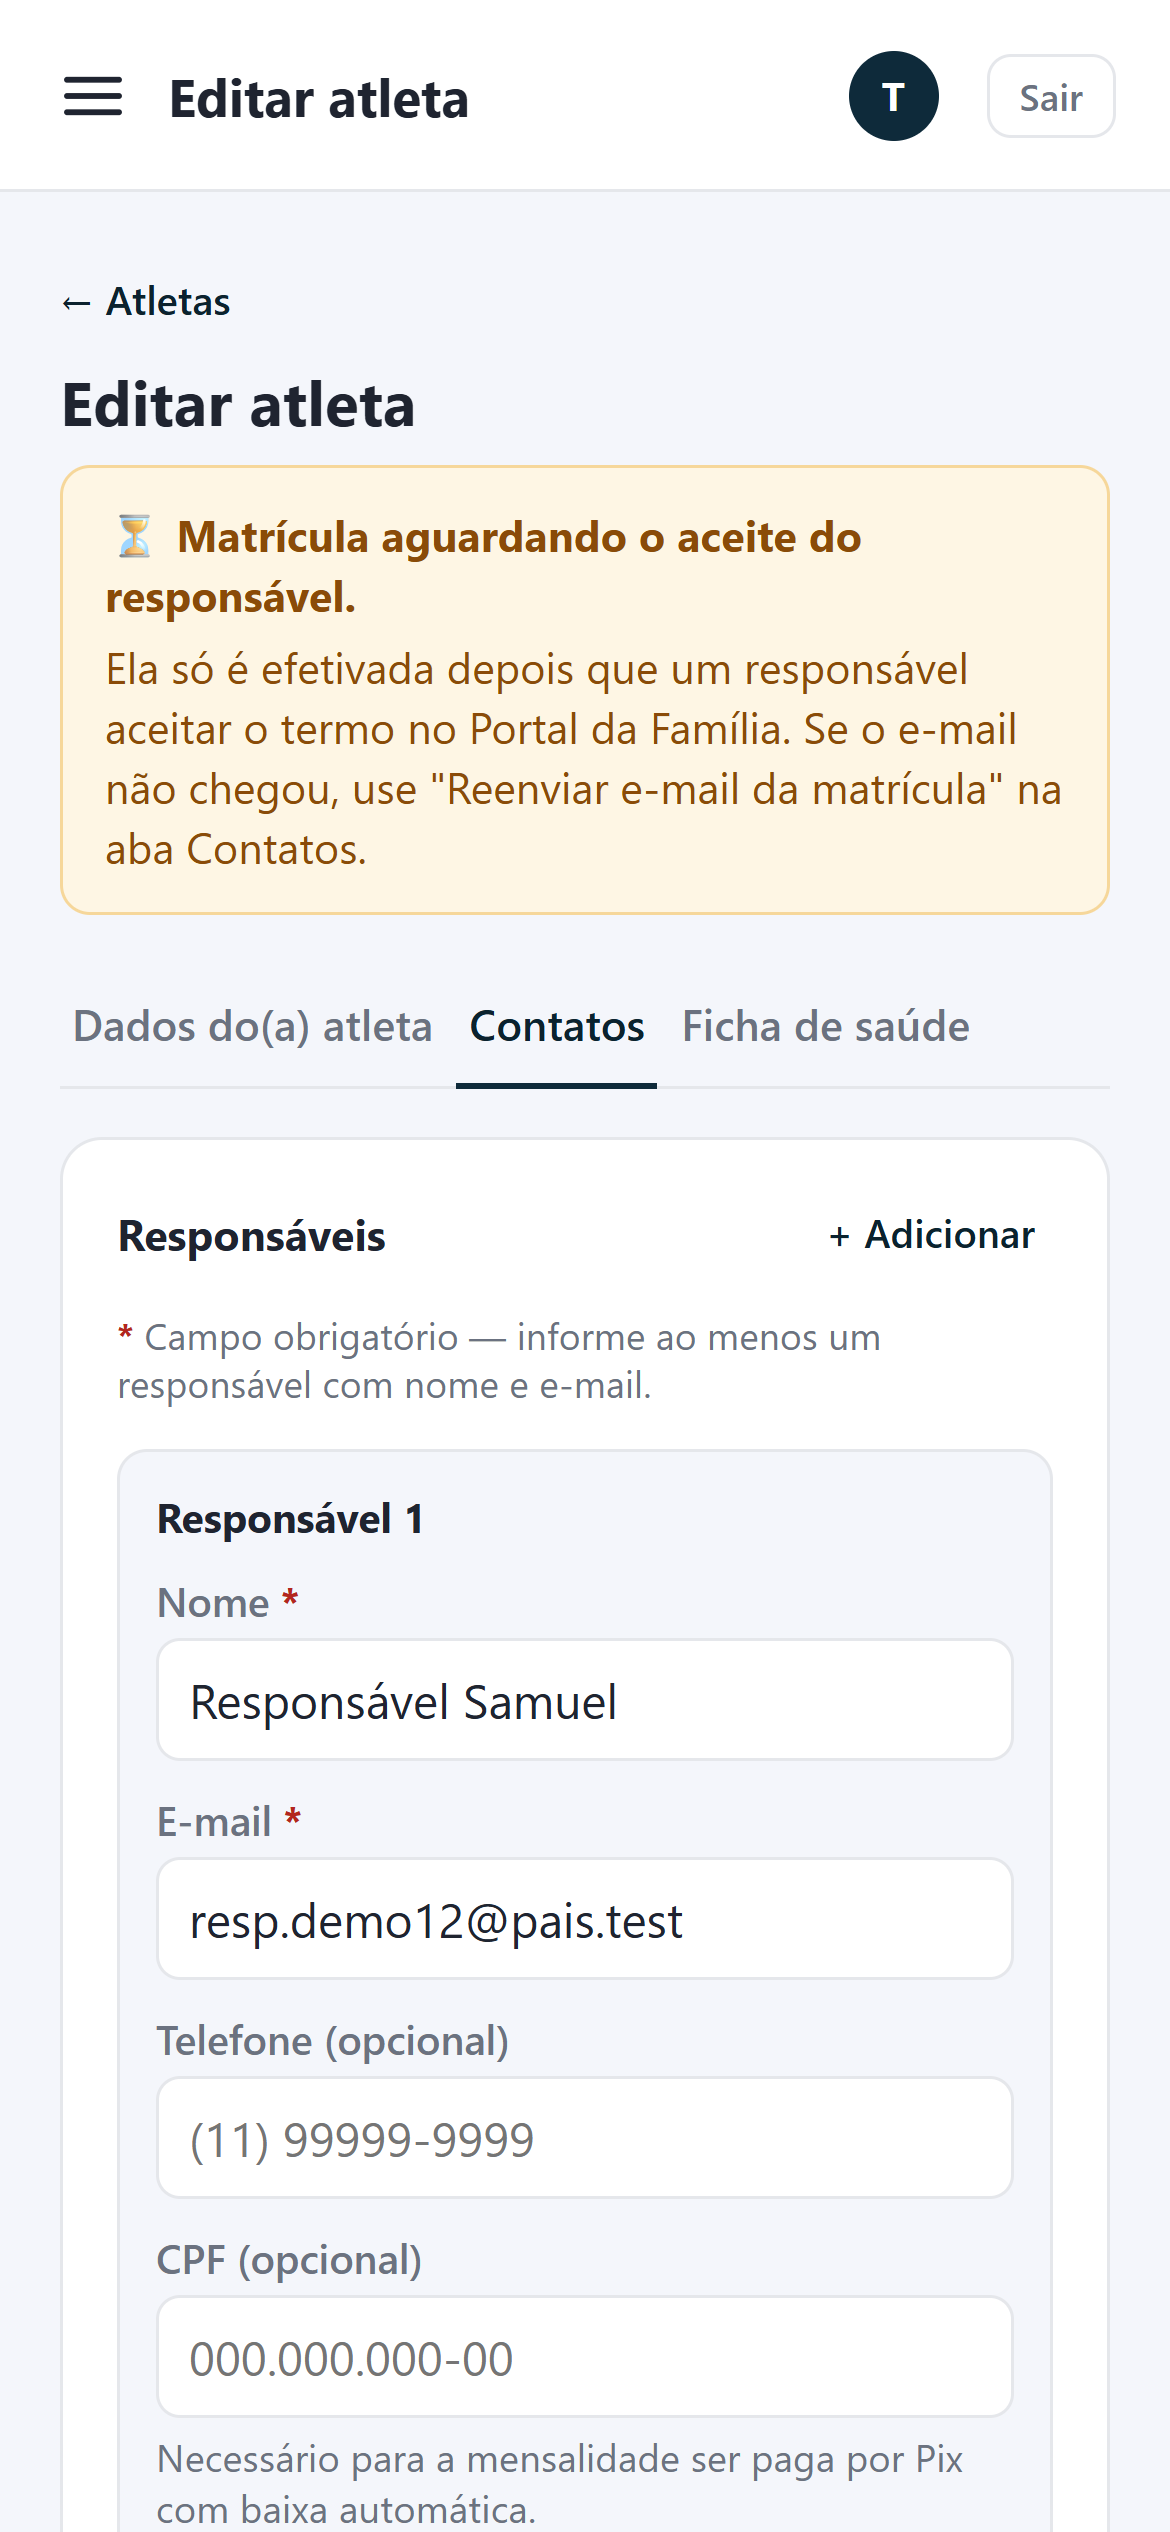 Editar atleta
T
Sair
← Atletas
Editar atleta
⏳ Matrícula aguardando o aceite do
responsável.
Ela só é efetivada depois que um responsável
aceitar o termo no Portal da Família. Se o e-mail
não chegou, use "Reenviar e-mail da matrícula" na
aba Contatos.
Dados do(a) atleta
Contatos
Ficha de saúde
Responsáveis
+ Adicionar
* Campo obrigatório — informe ao menos um
responsável com nome e e-mail.
Responsável 1
Nome *
Responsável Samuel
E-mail *
resp.demo12@pais.test
Telefone (opcional)
(11) 99999-9999
CPF (opcional)
000.000.000-00
Necessário para a mensalidade ser paga por Pix
com baixa automática.